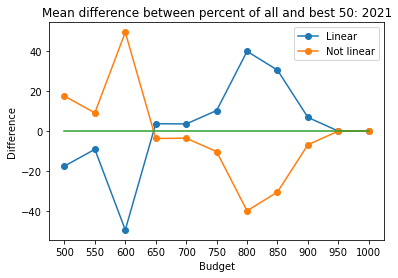 Mean difference between percent of all and best 50: 2021
Linear
Not linear
40
20
0
−20
−40
Difference
500 550 600 650 700 750 800 850 900 950 1000
Budget